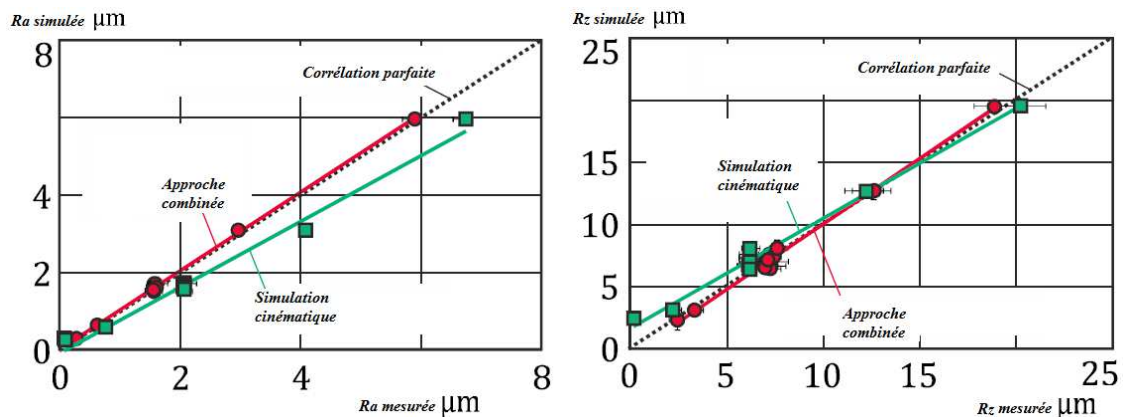 Ra simulée μm
8
4
2
0
0 2 4 8
Corrélation parfaite
Approche
combinée
Simulation
cinématique
Ra mesurée μm
Rz simulée μm
25
15
10
5
0
0 5 10 15 25
Corrélation parfaite
Simulation
cinématique
Approche
combinée
Rz mesurée μm